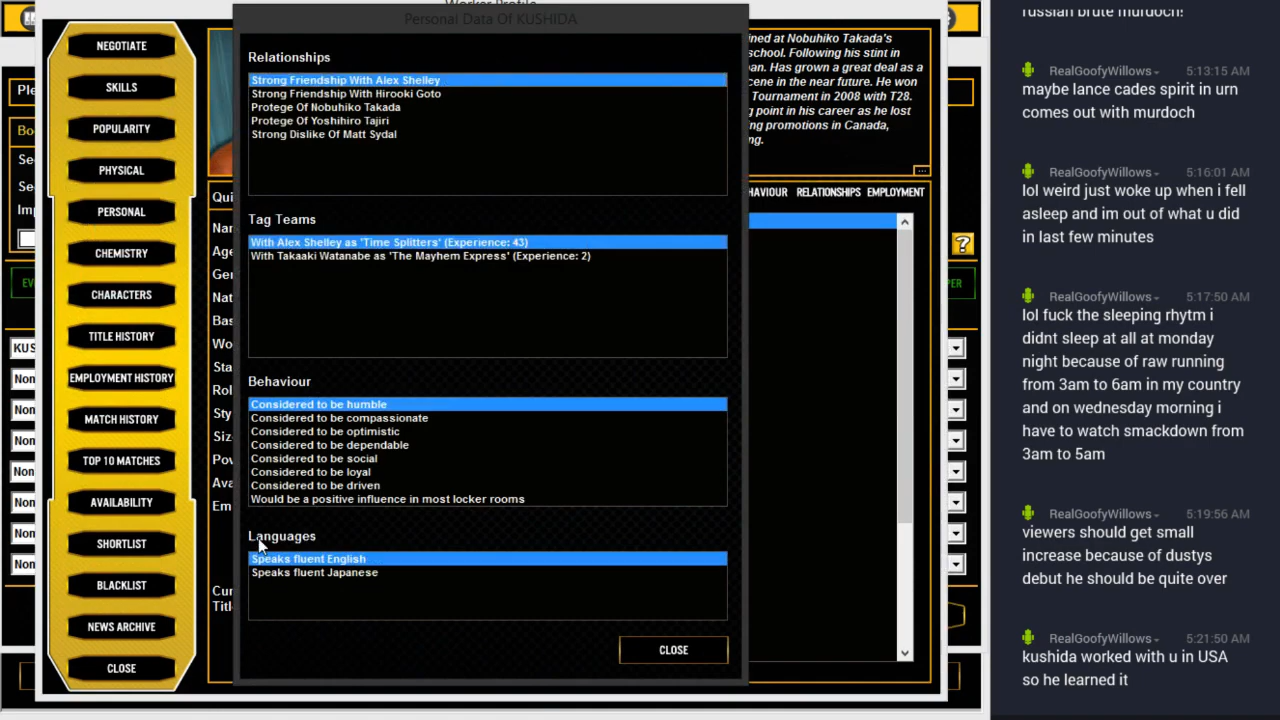 Worker Profile
Personal Data Of KUSHIDA
NEGOTIATE
SKILLS
POPULARITY
PHYSICAL
PERSONAL
CHEMISTRY
CHARACTERS
TITLE HISTORY
EMPLOYMENT HISTORY
MATCH HISTORY
TOP 10 MATCHES
AVAILABILITY
SHORTLIST
BLACKLIST
NEWS ARCHIVE
CLOSE
Relationships
Strong Friendship With Alex Shelley
Strong Friendship With Hirooki Goto
Protege Of Nobuhiko Takada
Protege Of Yoshihiro Tajiri
Strong Dislike Of Matt Sydal
Tag Teams
With Alex Shelley as 'Time Splitters' (Experience: 43)
With Takaaki Watanabe as 'The Mayhem Express' (Experience: 2)
Behaviour
Considered to be humble
Considered to be compassionate
Considered to be optimistic
Considered to be dependable
Considered to be social
Considered to be loyal
Considered to be driven
Would be a positive influence in most locker rooms
Languages
Speaks fluent English
Speaks fluent Japanese
CLOSE
ined at Nobuhiko Takada's
school. Following his stint in
an. Has grown a great deal as a
cene in the near future. He won
Tournament in 2008 with T28.
g point in his career as he lost
ing promotions in Canada,
ng.
...
HAVIOUR RELATIONSHIPS EMPLOYMENT
?
russian brute murdoch!
RealGoofyWillows 5:13:15 AM
maybe lance cades spirit in urn
comes out with murdoch
RealGoofyWillows 5:16:01 AM
lol weird just woke up when i fell
asleep and im out of what u did
in last few minutes
RealGoofyWillows 5:17:50 AM
lol fuck the sleeping rhytm i
didnt sleep at all at monday
night because of raw running
from 3am to 6am in my country
and on wednesday morning i
have to watch smackdown from
3am to 5am
RealGoofyWillows 5:19:56 AM
viewers should get small
increase because of dustys
debut he should be quite over
RealGoofyWillows 5:21:50 AM
kushida worked with u in USA
so he learned it